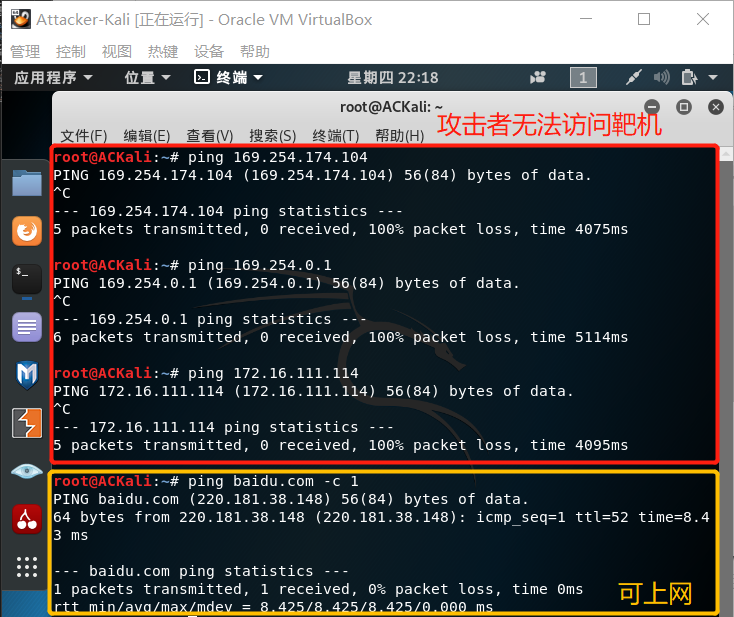 Attacker-Kali [正在运行] - Oracle VM VirtualBox
管理 控制 视图 热键 设备 帮助
应用程序 位置 终端 星期四 22:18 1
root@ACKali: ~
文件(F) 编辑(E) 查看(V) 搜索(S) 终端(T) 帮助(H)
攻击者无法访问靶机
root@ACKali:~# ping 169.254.174.104
PING 169.254.174.104 (169.254.174.104) 56(84) bytes of data.
^C
--- 169.254.174.104 ping statistics ---
5 packets transmitted, 0 received, 100% packet loss, time 4075ms
root@ACKali:~# ping 169.254.0.1
PING 169.254.0.1 (169.254.0.1) 56(84) bytes of data.
^C
--- 169.254.0.1 ping statistics ---
6 packets transmitted, 0 received, 100% packet loss, time 5114ms
root@ACKali:~# ping 172.16.111.114
PING 172.16.111.114 (172.16.111.114) 56(84) bytes of data.
^C
--- 172.16.111.114 ping statistics ---
5 packets transmitted, 0 received, 100% packet loss, time 4095ms
root@ACKali:~# ping baidu.com -c 1
PING baidu.com (220.181.38.148) 56(84) bytes of data.
64 bytes from 220.181.38.148 (220.181.38.148): icmp_seq=1 ttl=52 time=8.4
3 ms
--- baidu.com ping statistics ---
1 packets transmitted, 1 received, 0% packet loss, time 0ms
可上网
rtt min/avg/max/mdev = 8.425/8.425/8.425/0.000 ms